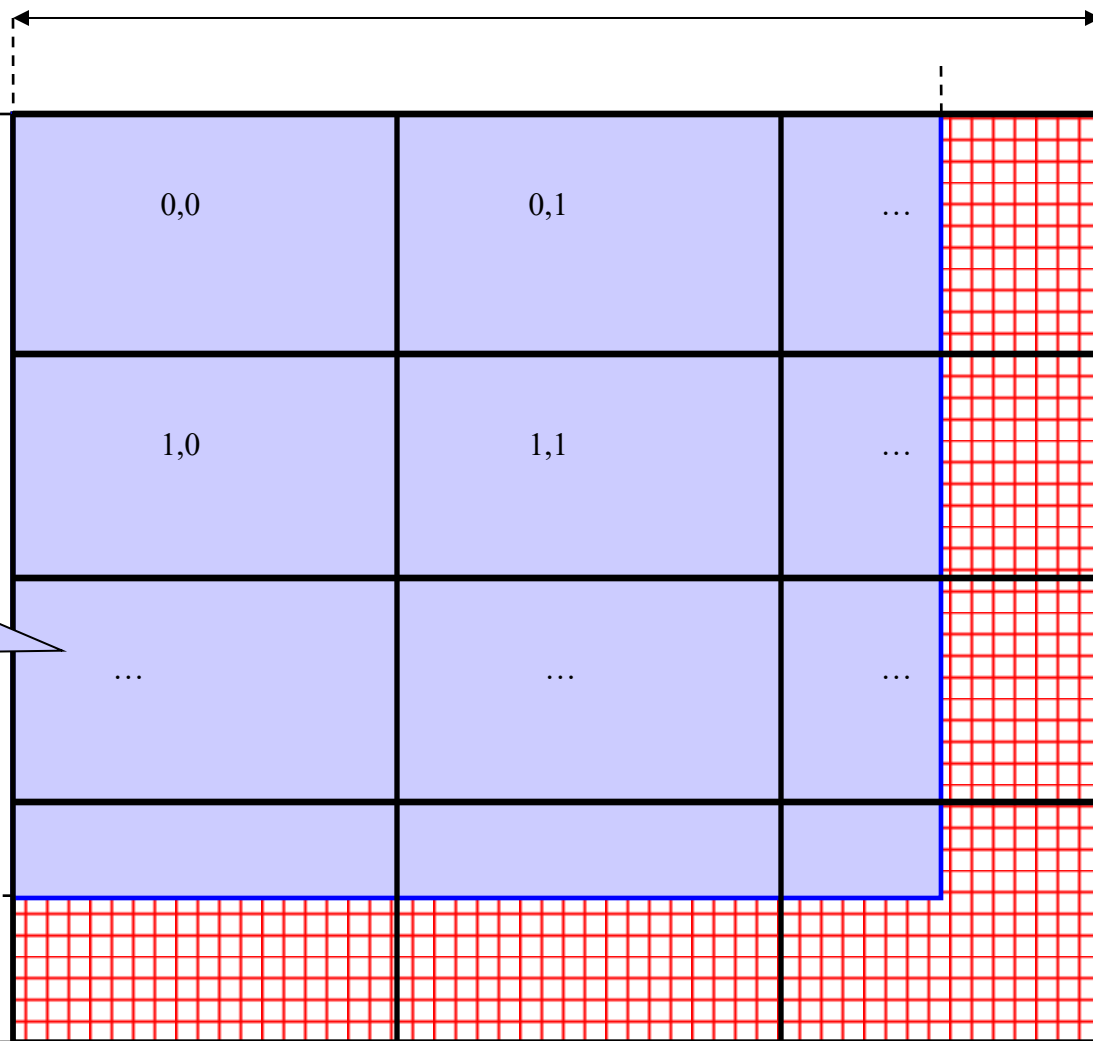 0,0 0,1 …
1,0 1,1 …
… … …